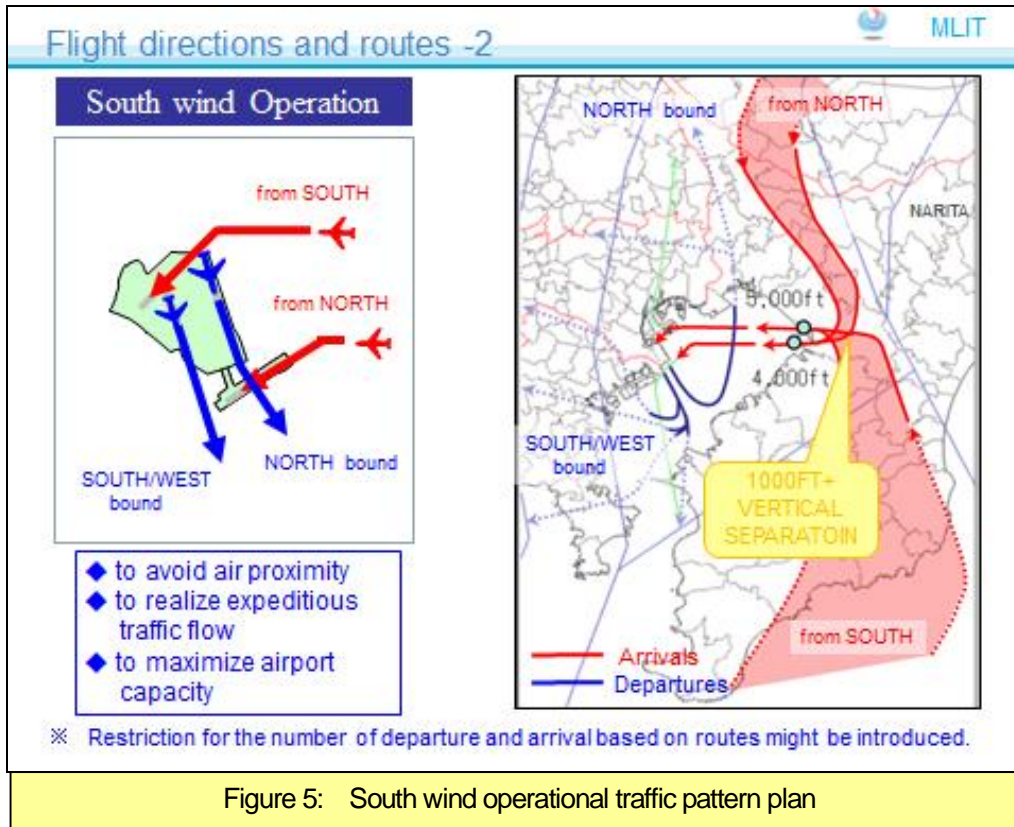 Flight directions and routes -2
MLIT
South wind Operation
from SOUTH
from NORTH
SOUTH/WEST
bound
NORTH bound
◆ to avoid air proximity
◆ to realize expeditious
traffic flow
◆ to maximize airport
capacity
NORTH bound
from NORTH
NARITA
5,000ft
4,000ft
SOUTH/WEST
bound
1000FT+
VERTICAL
SEPARATOIN
from SOUTH
Arrivals
Departures
※ Restriction for the number of departure and arrival based on routes might be introduced.
Figure 5: South wind operational traffic pattern plan